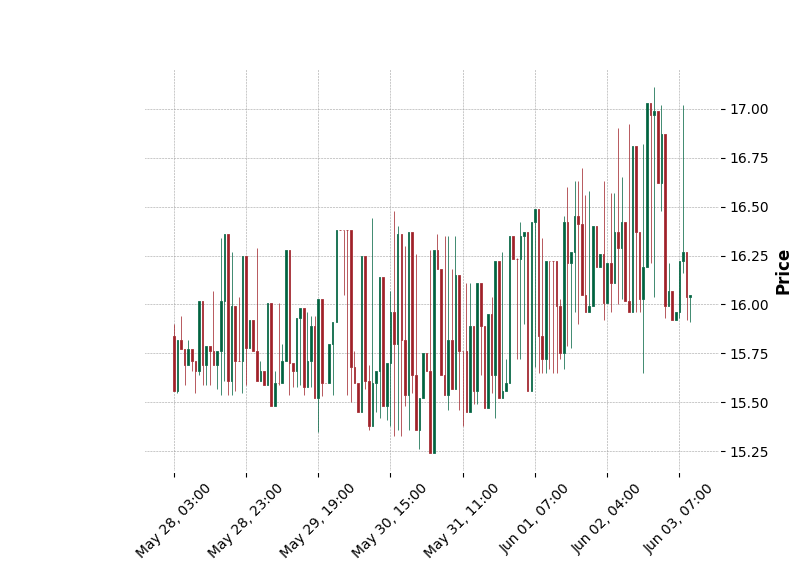 17.00
16.75
16.50
16.25
16.00
15.75
15.50
15.25
Price
May 28, 03:00
May 28, 23:00
May 29, 19:00
May 30, 15:00
May 31, 11:00
Jun 01, 07:00
Jun 02, 04:00
Jun 03, 07:00